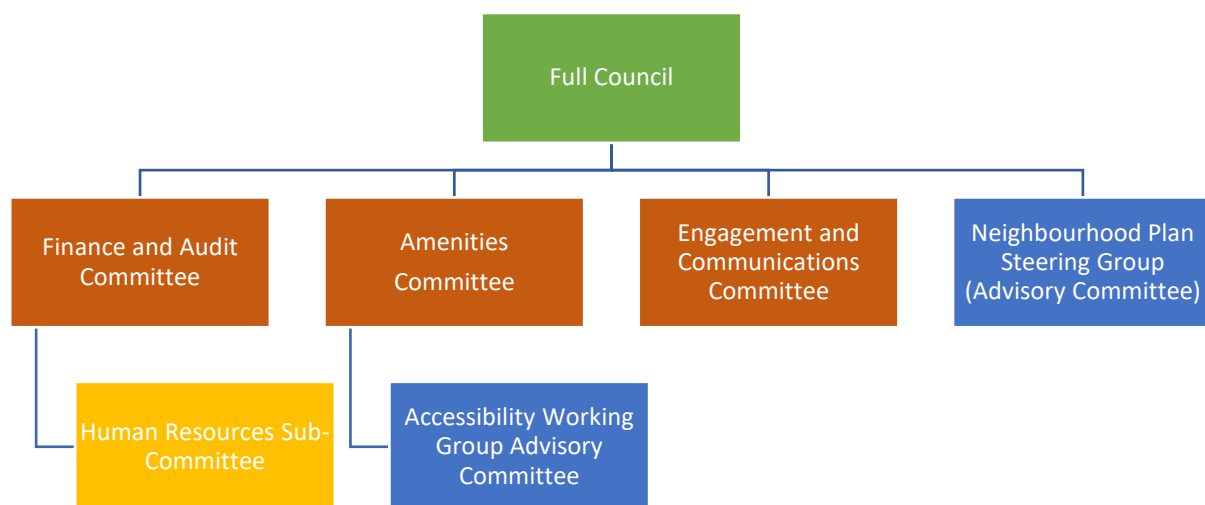 Full Council
Finance and Audit
Committee
Amenities
Committee
Engagement and
Communications
Committee
Neighbourhood Plan
Steering Group
(Advisory Committee)
Human Resources Sub-
Committee
Accessibility Working
Group Advisory
Committee